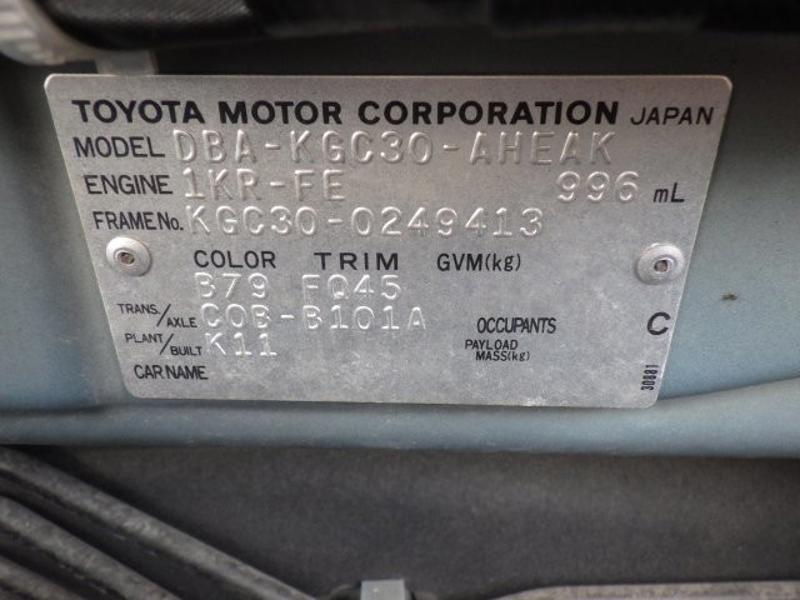 TOYOTA MOTOR CORPORATION JAPAN
MODEL DBA-KGC30-AHEAK
ENGINE 1KR-FE 996 mL
FRAME No. KGC30-0249413
COLOR TRIM GVM(kg)
B79 FQ45
TRANS./AXLE C0B-B101A OCCUPANTS C
PLANT/BUILT K11 PAYLOAD MASS(kg)
CAR NAME
30801